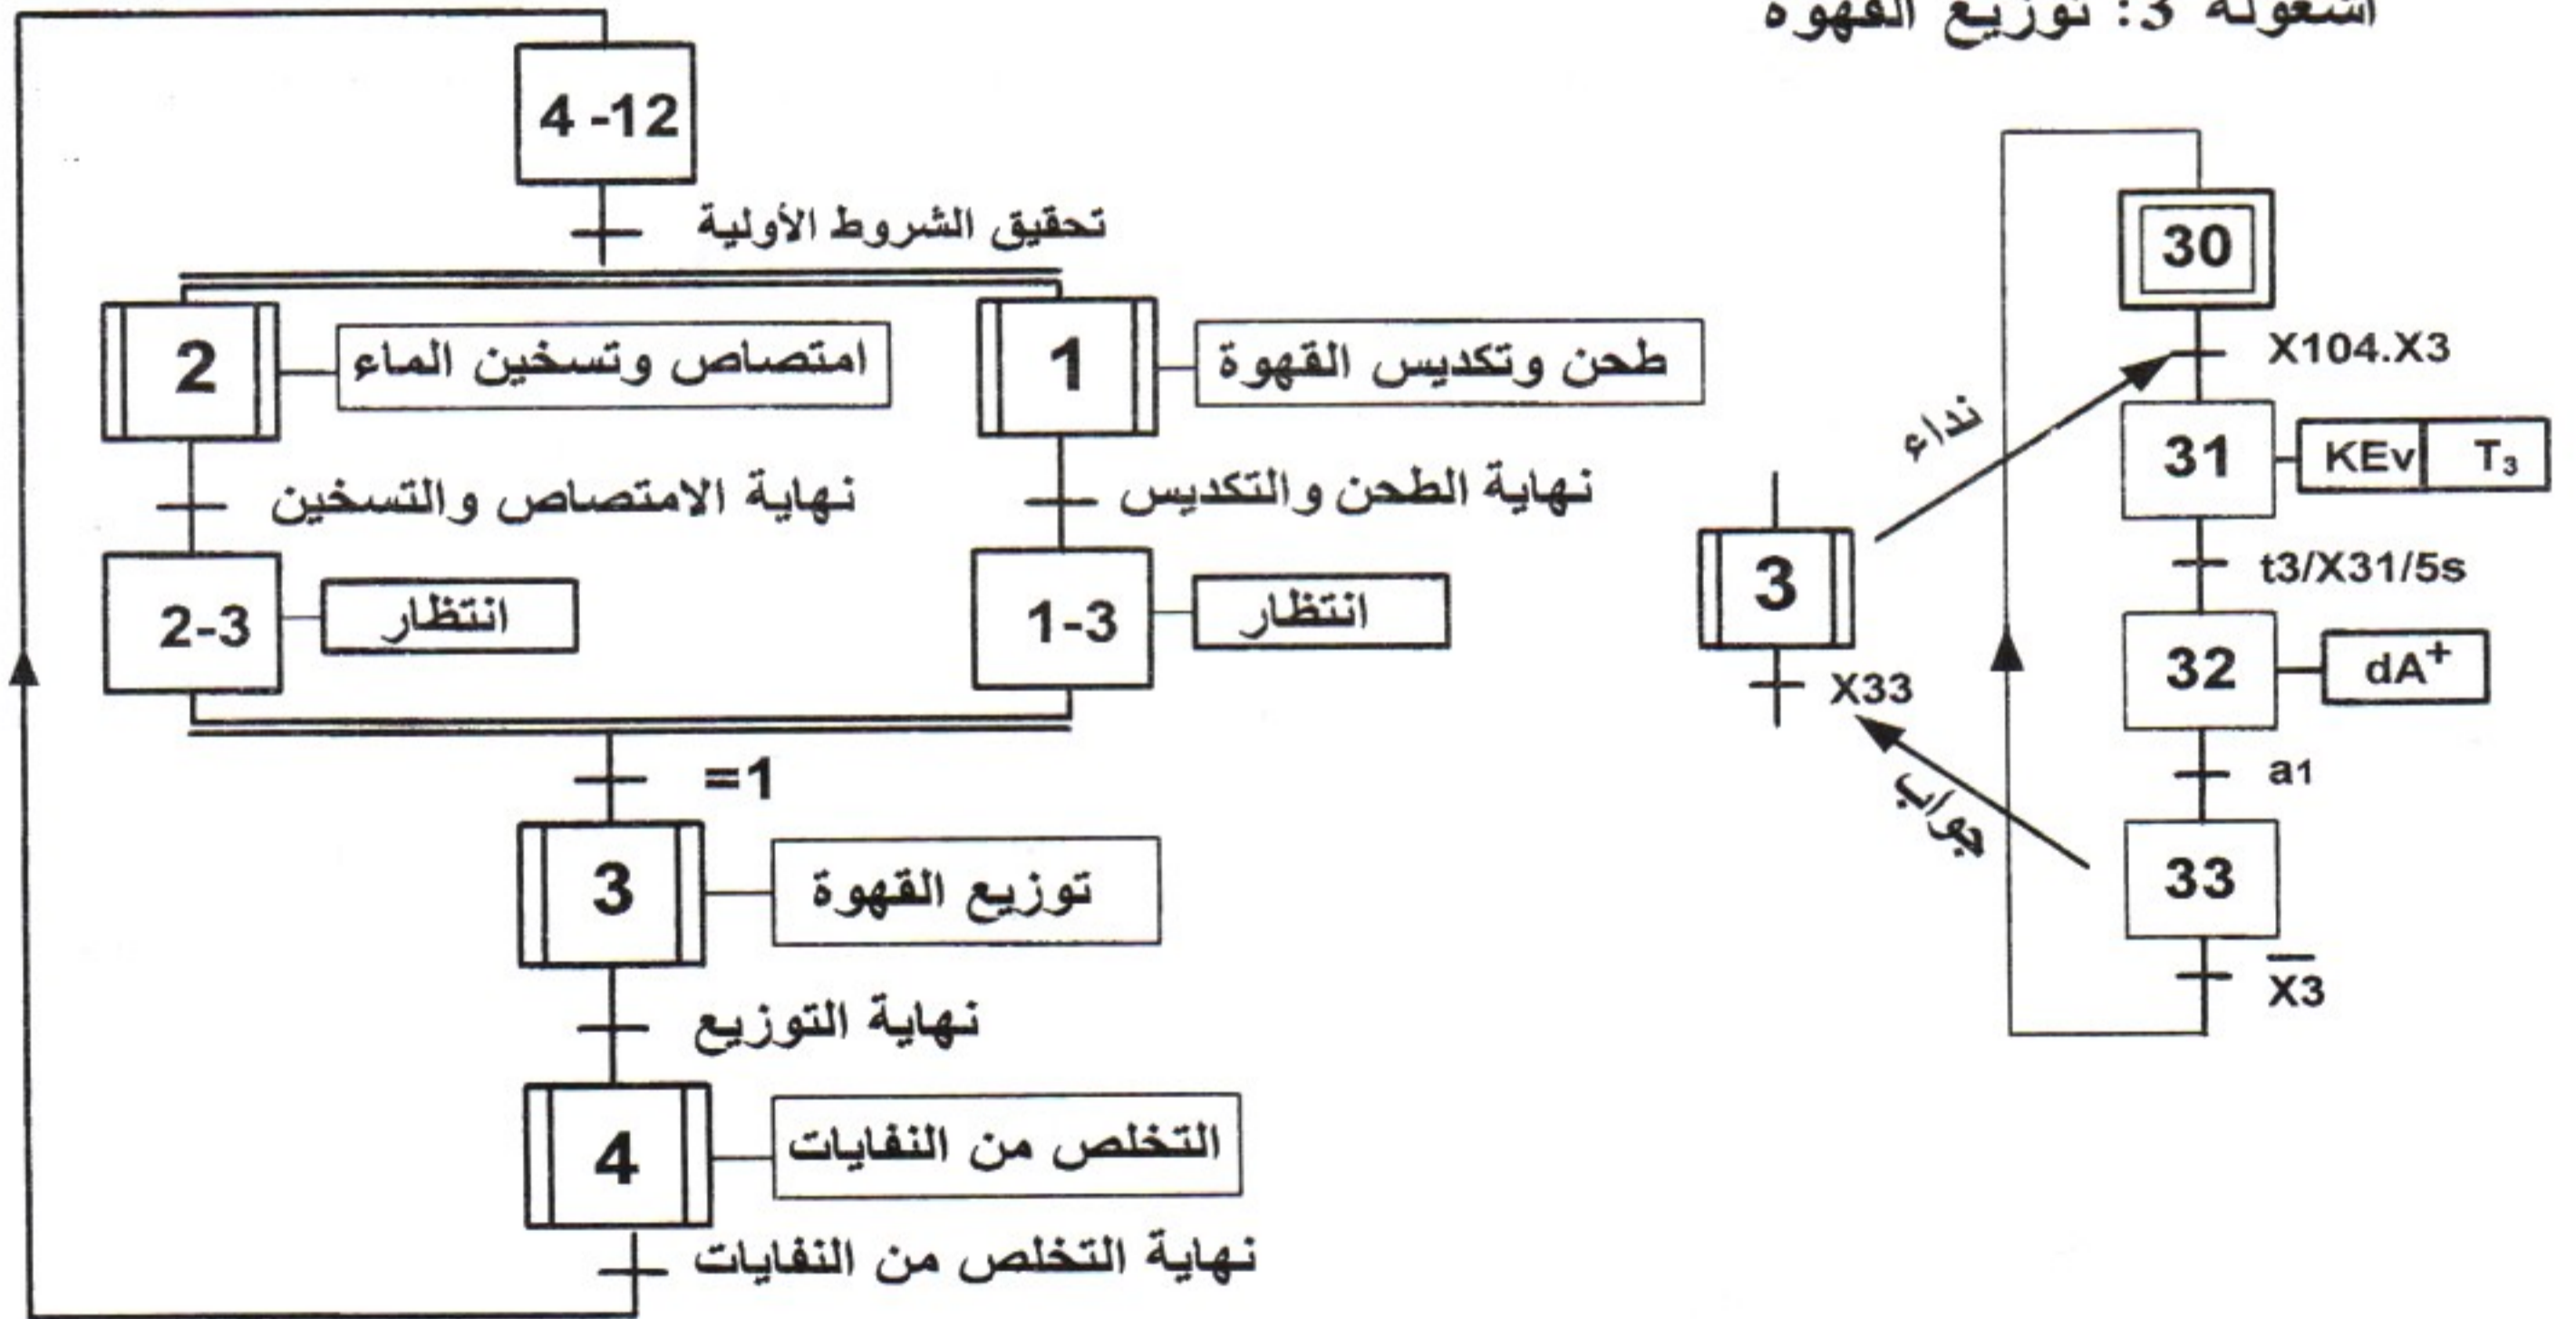 أشغولة 3: توزيع القهوة
4 -12
تحقيق الشروط الأولية
1
طحن وتكديس القهوة
2
امتصاص وتسخين الماء
نهاية الطحن والتكديس
نهاية الامتصاص والتسخين
1-3
انتظار
2-3
انتظار
=1
3
توزيع القهوة
نهاية التوزيع
4
التخلص من النفايات
نهاية التخلص من النفايات
30
X104.X3
نداء
31
KEv T₃
t3/X31/5s
3
X33
32
dA⁺
a1
جواب
33
X̅3̅